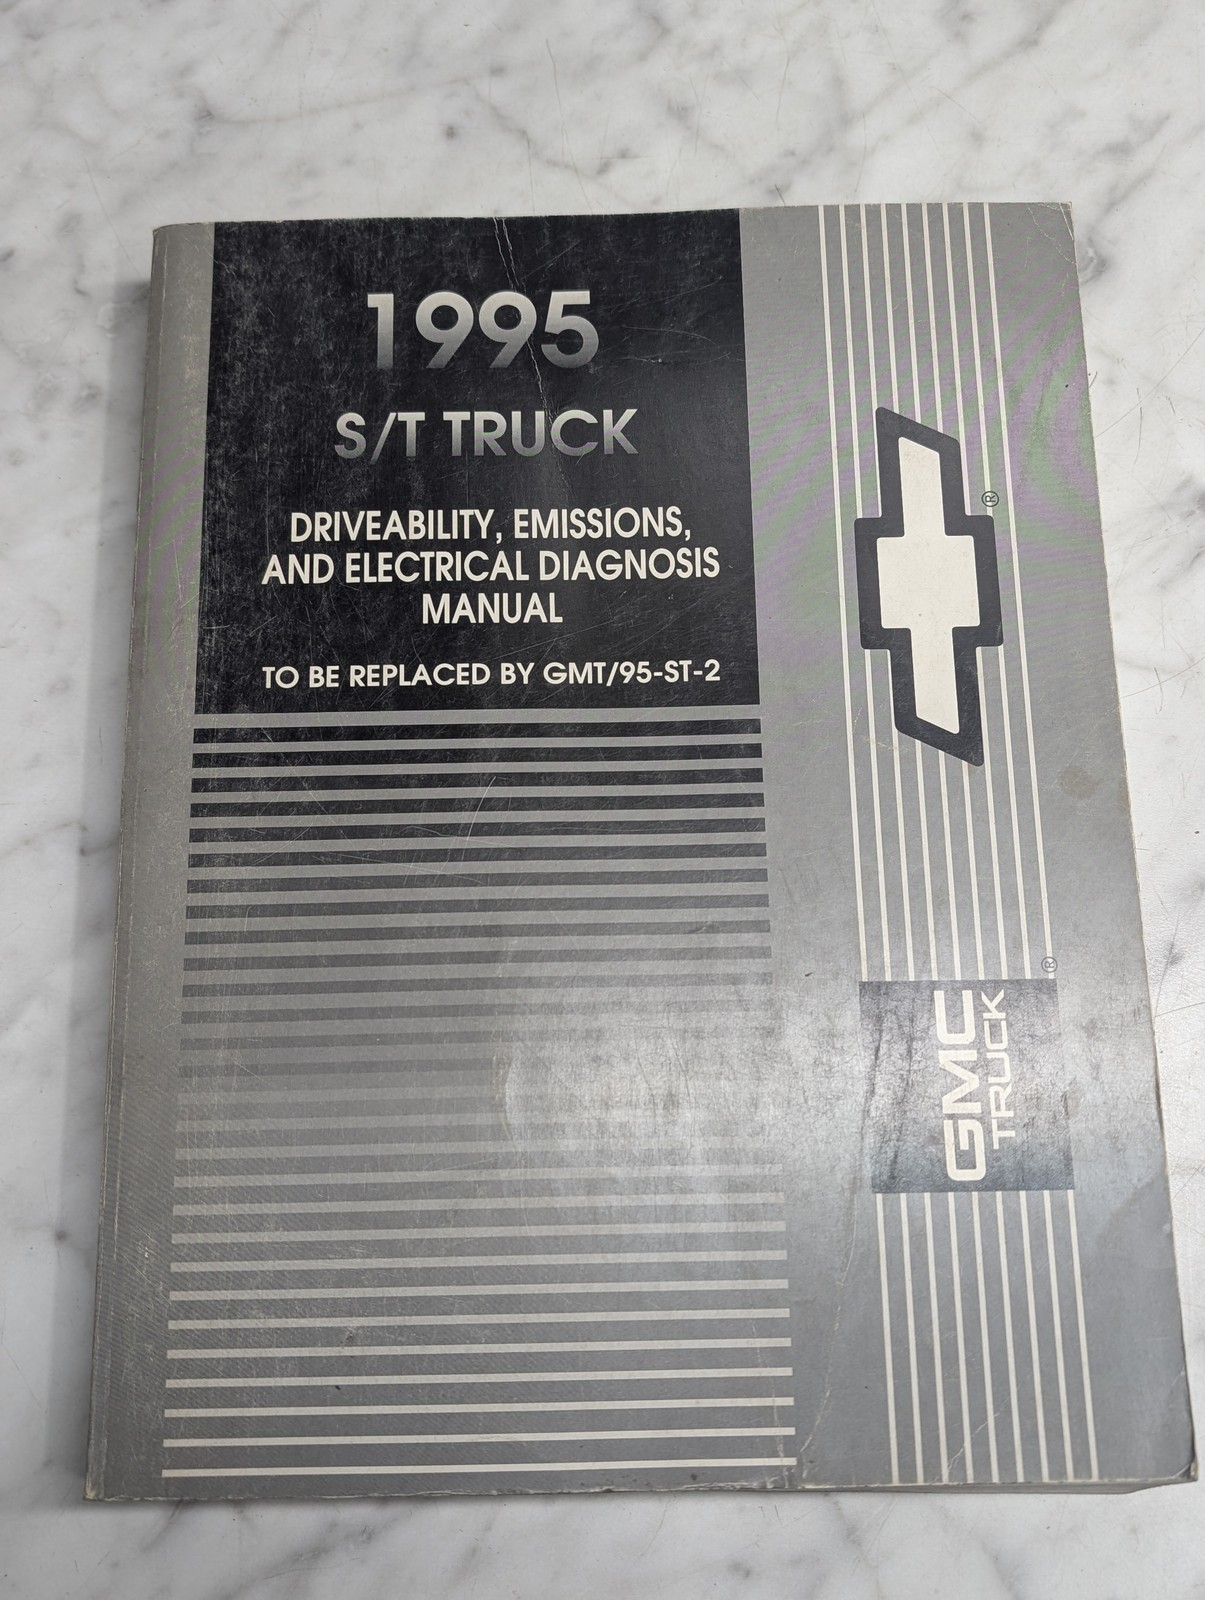 1995
S/T TRUCK
DRIVEABILITY, EMISSIONS,
AND ELECTRICAL DIAGNOSIS
MANUAL
TO BE REPLACED BY GMT/95-ST-2
®
®
GMC
TRUCK